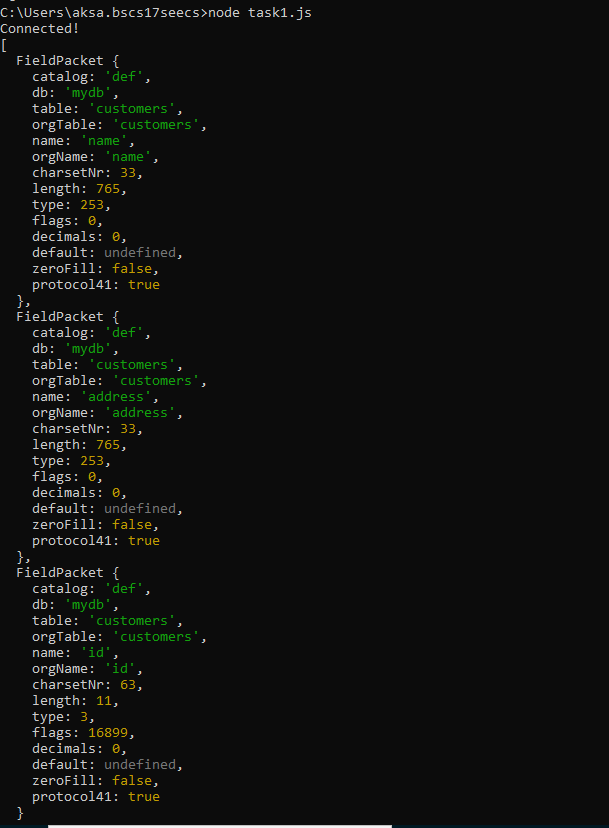 C:\Users\aksa.bscs17seecs>node task1.js
Connected!
[
  FieldPacket {
    catalog: 'def',
    db: 'mydb',
    table: 'customers',
    orgTable: 'customers',
    name: 'name',
    orgName: 'name',
    charsetNr: 33,
    length: 765,
    type: 253,
    flags: 0,
    decimals: 0,
    default: undefined,
    zeroFill: false,
    protocol41: true
  },
  FieldPacket {
    catalog: 'def',
    db: 'mydb',
    table: 'customers',
    orgTable: 'customers',
    name: 'address',
    orgName: 'address',
    charsetNr: 33,
    length: 765,
    type: 253,
    flags: 0,
    decimals: 0,
    default: undefined,
    zeroFill: false,
    protocol41: true
  },
  FieldPacket {
    catalog: 'def',
    db: 'mydb',
    table: 'customers',
    orgTable: 'customers',
    name: 'id',
    orgName: 'id',
    charsetNr: 63,
    length: 11,
    type: 3,
    flags: 16899,
    decimals: 0,
    default: undefined,
    zeroFill: false,
    protocol41: true
  }